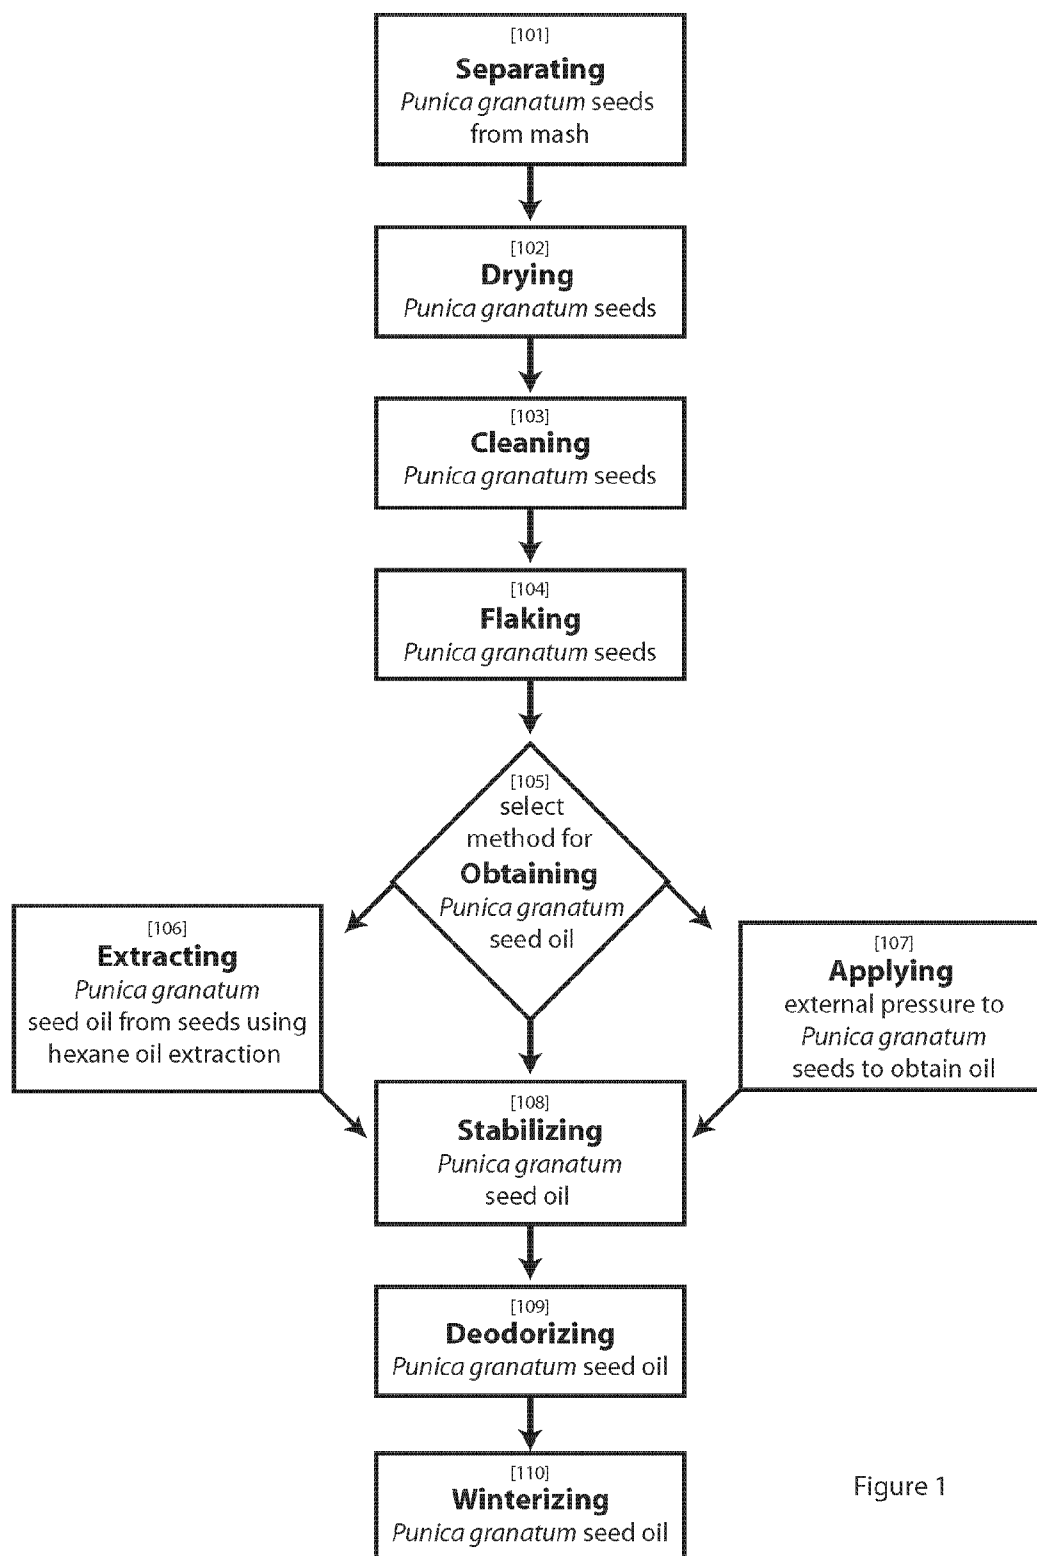 [101]
Separating
Punica granatum seeds
from mash
[102]
Drying
Punica granatum seeds
[103]
Cleaning
Punica granatum seeds
[104]
Flaking
Punica granatum seeds
[105]
select
method for
Obtaining
Punica granatum
seed oil
[106]
Extracting
Punica granatum
seed oil from seeds using
hexane oil extraction
[107]
Applying
external pressure to
Punica granatum
seeds to obtain oil
[108]
Stabilizing
Punica granatum
seed oil
[109]
Deodorizing
Punica granatum seed oil
[110]
Winterizing
Punica granatum seed oil
Figure 1